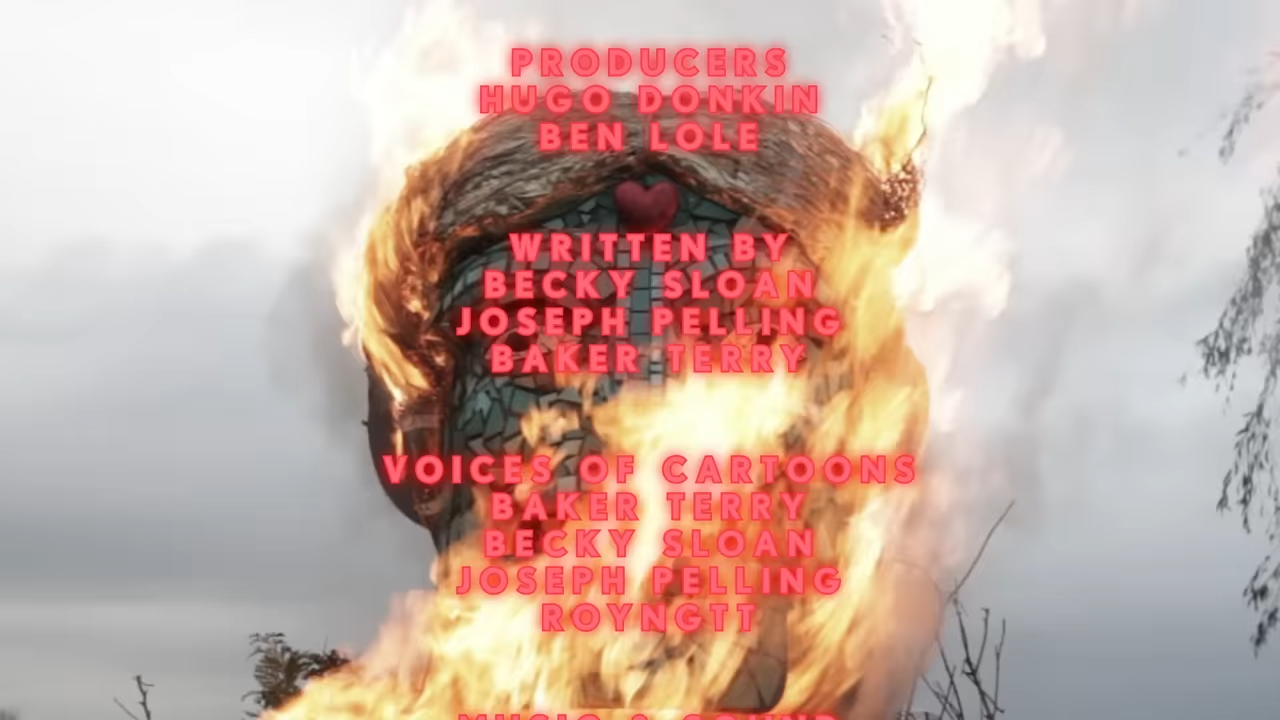 PRODUCERS
HUGO DONKIN
BEN LOLE
WRITTEN BY
BECKY SLOAN
JOSEPH PELLING
BAKER TERRY
VOICES OF CARTOONS
BAKER TERRY
BECKY SLOAN
JOSEPH PELLING
ROYNGTT